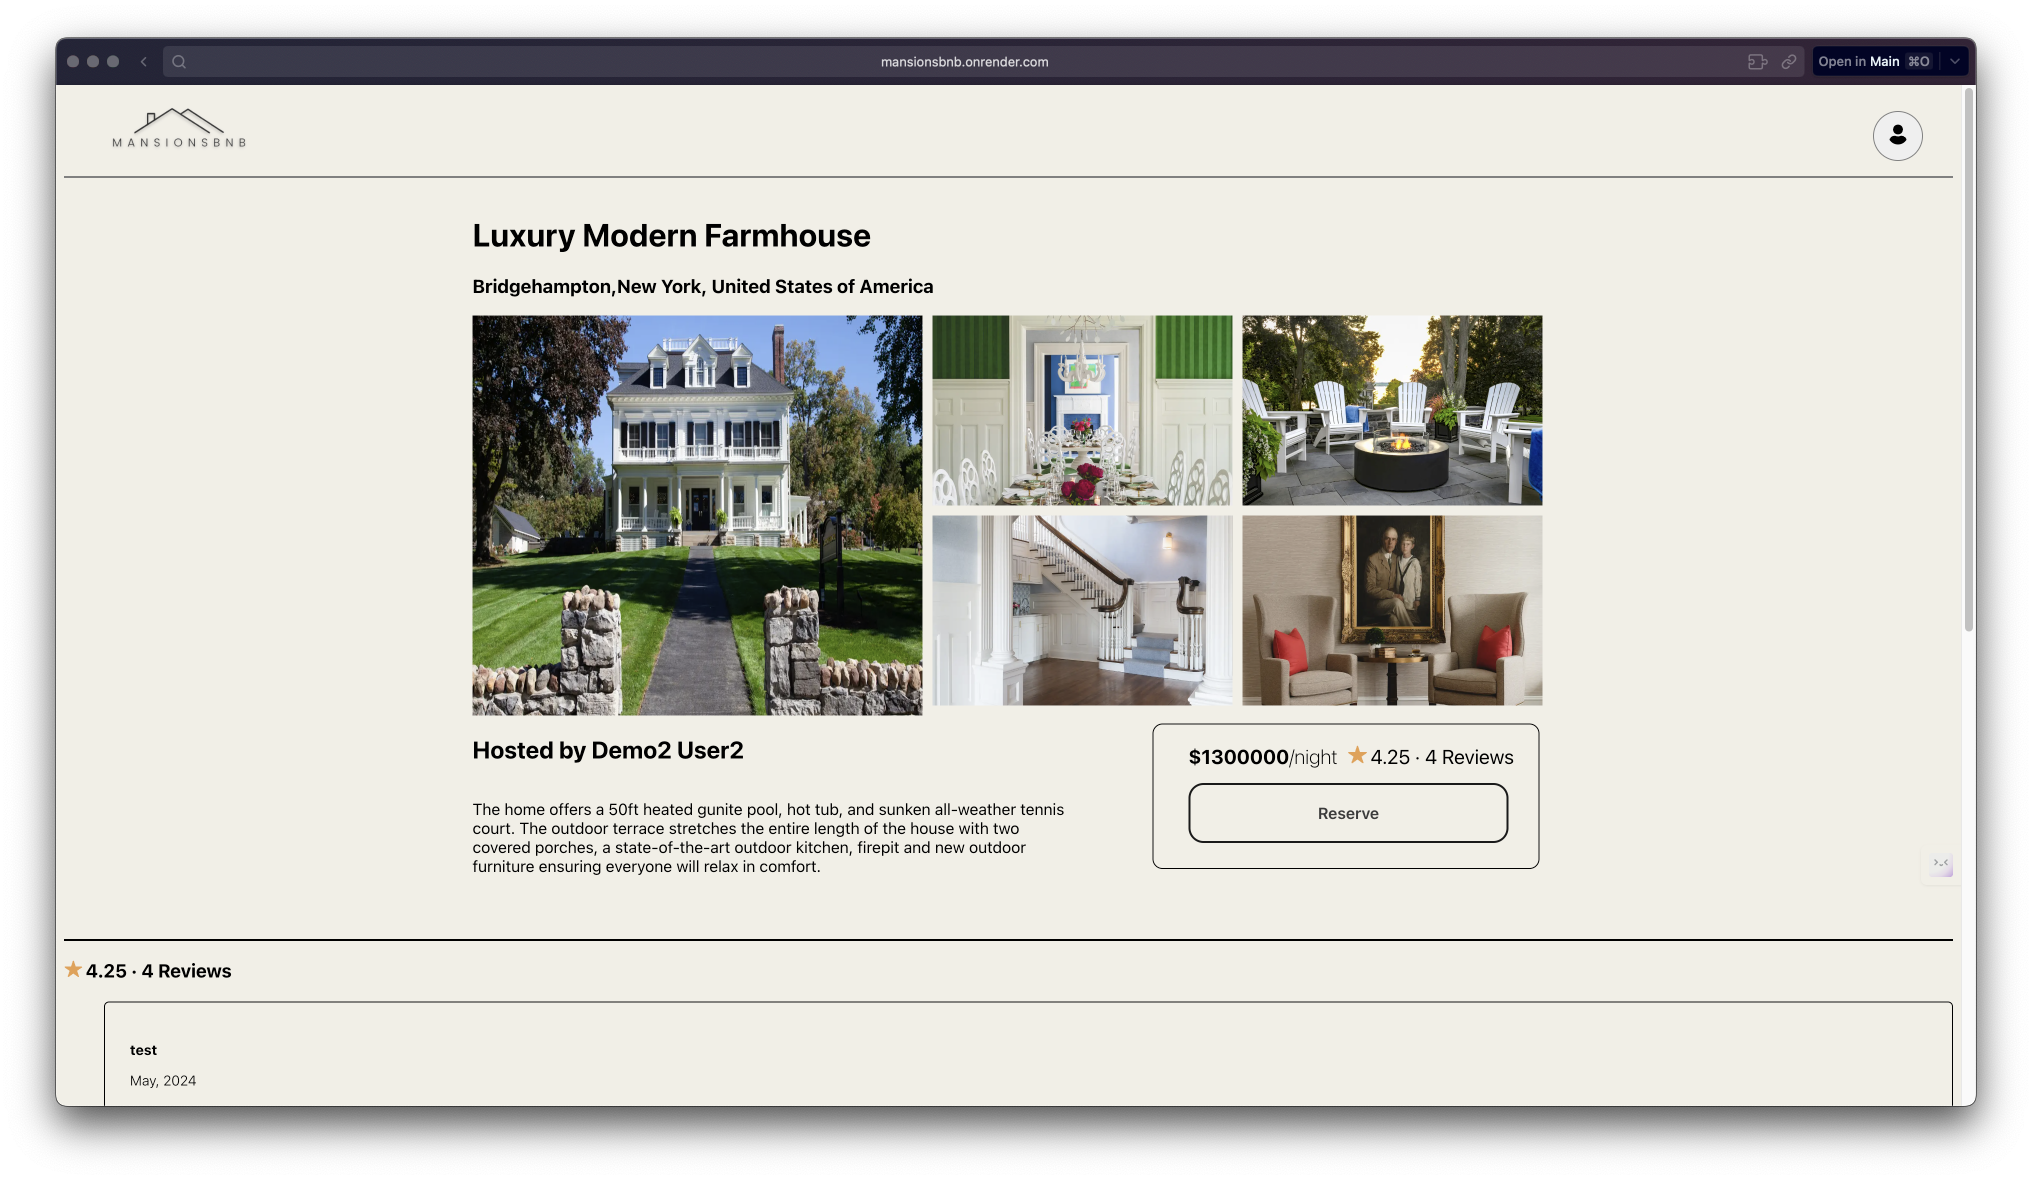 mansionsbnb.onrender.com
Open in Main ⌘O
MANSIONSBNB
Luxury Modern Farmhouse
Bridgehampton,New York, United States of America
Hosted by Demo2 User2
The home offers a 50ft heated gunite pool, hot tub, and sunken all-weather tennis
court. The outdoor terrace stretches the entire length of the house with two
covered porches, a state-of-the-art outdoor kitchen, firepit and new outdoor
furniture ensuring everyone will relax in comfort.
$1300000/night ★4.25 · 4 Reviews
Reserve
★4.25 · 4 Reviews
test
May, 2024